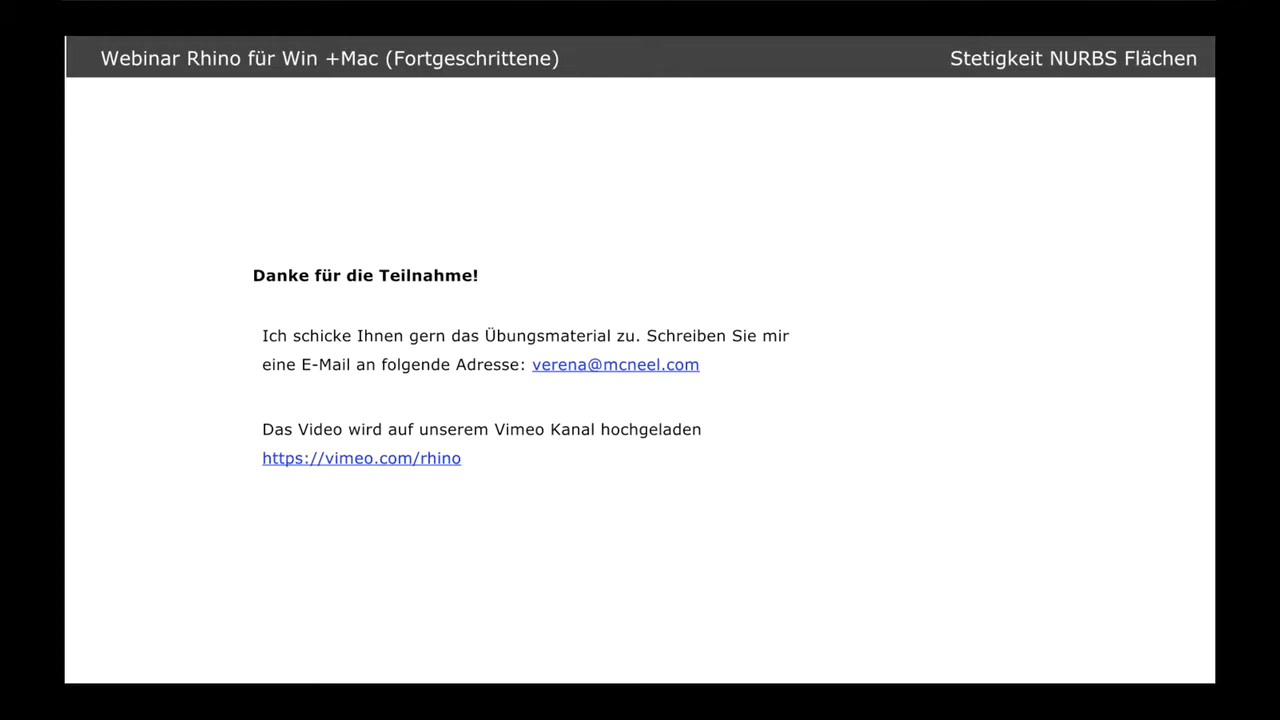 Webinar Rhino für Win +Mac (Fortgeschrittene)
Stetigkeit NURBS Flächen
Danke für die Teilnahme!
Ich schicke Ihnen gern das Übungsmaterial zu. Schreiben Sie mir
eine E-Mail an folgende Adresse: verena@mcneel.com
Das Video wird auf unserem Vimeo Kanal hochgeladen
https://vimeo.com/rhino